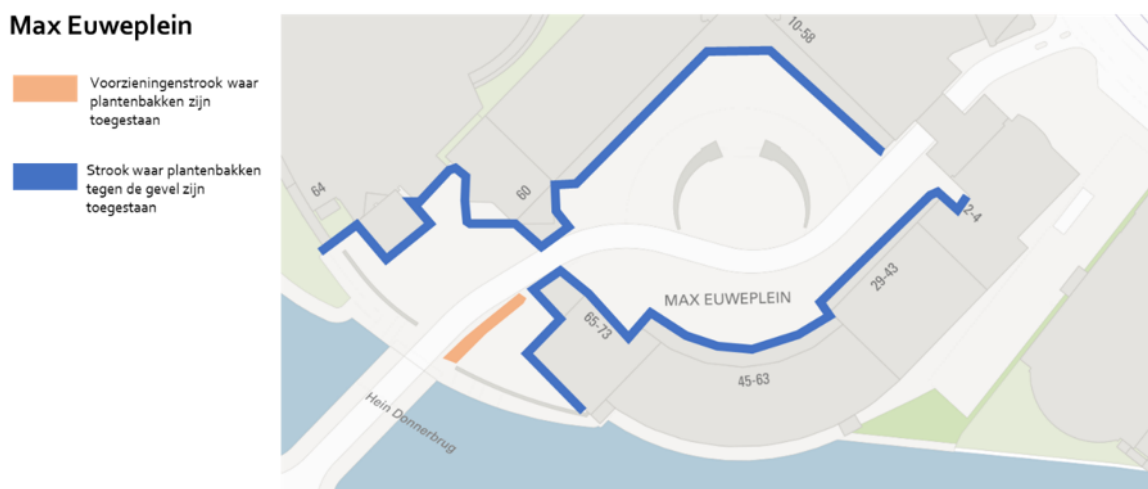 Max Euweplein
Voorzieningenstrook waar
plantenbakken zijn
toegestaan
Strook waar plantenbakken
tegen de gevel zijn
toegestaan
10-58
64
60
2-4
29-43
MAX EUWEPLEIN
65-73
45-63
Hein Donnerbrug